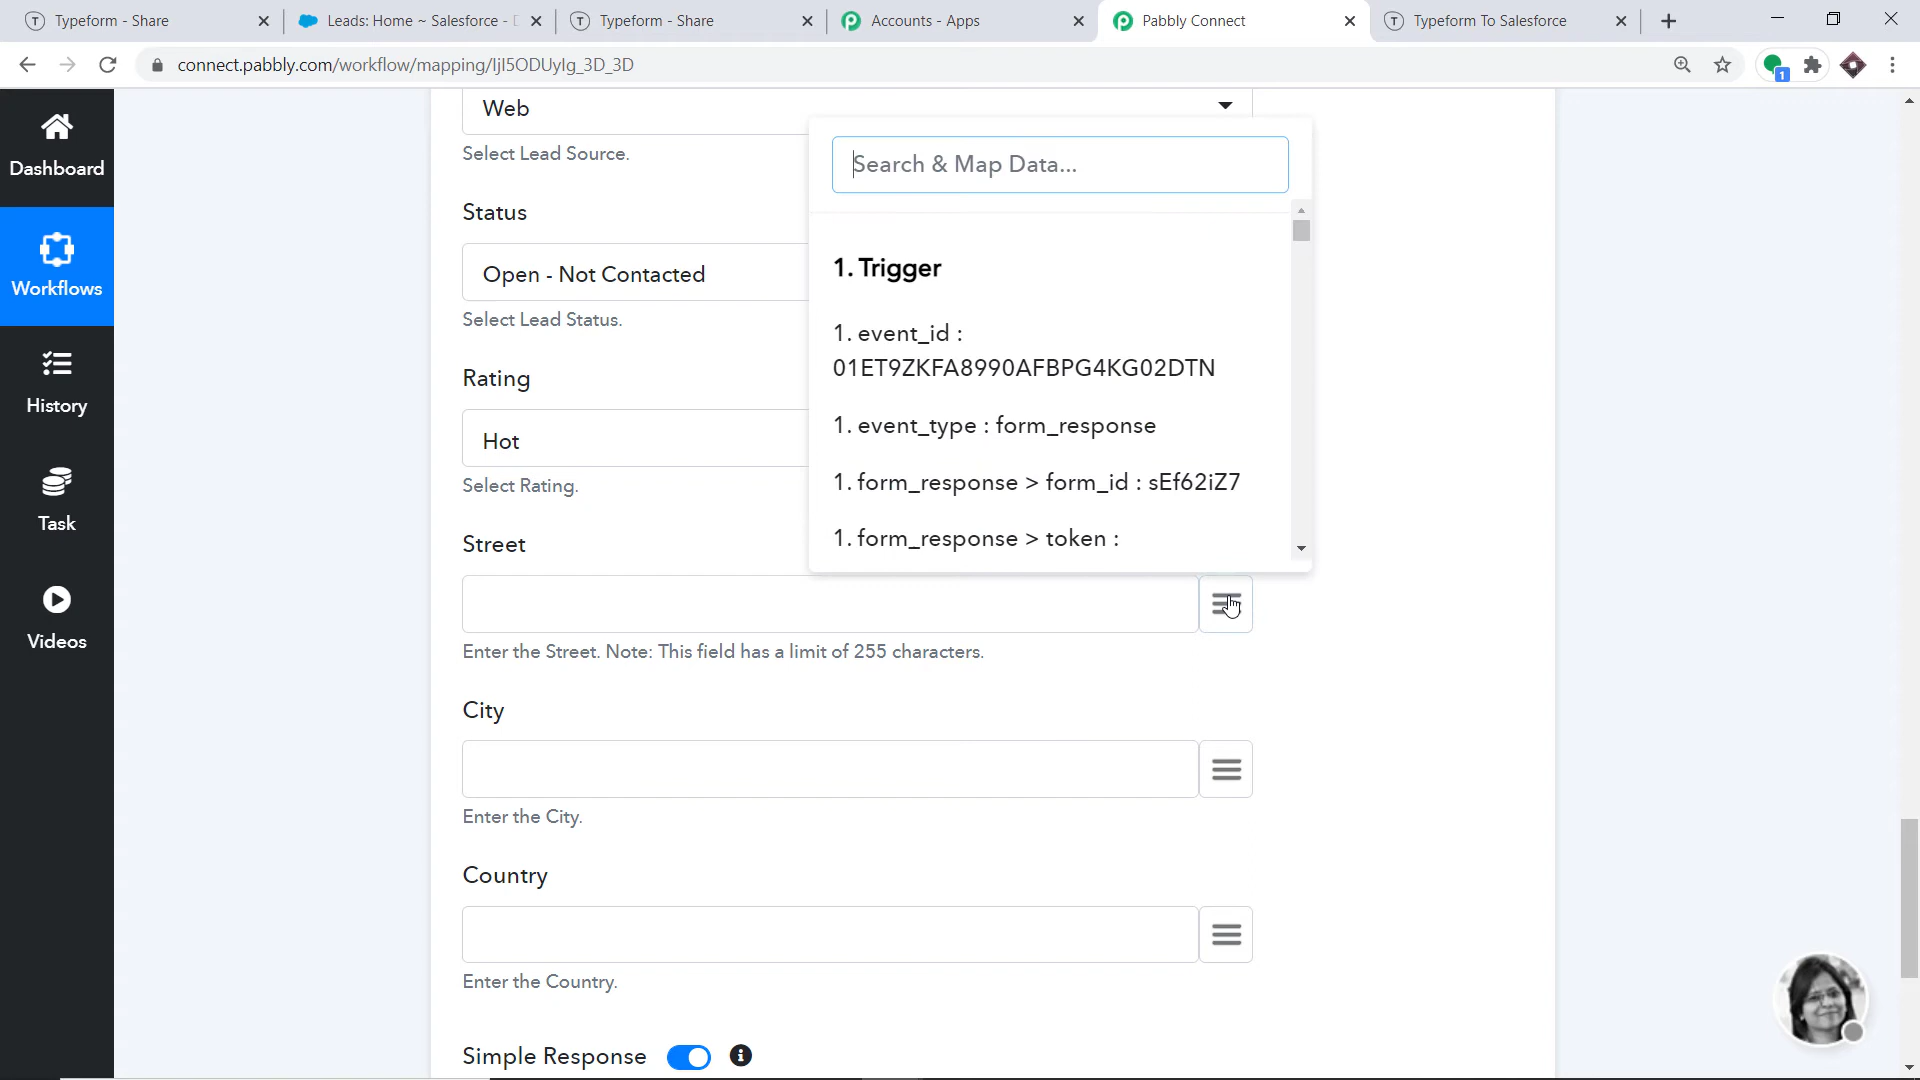 Typeform - Share
Leads: Home ~ Salesforce - D
Typeform - Share
Accounts - Apps
Pabbly Connect
Typeform To Salesforce
connect.pabbly.com/workflow/mapping/IjI5ODUyIg_3D_3D
1
Dashboard
Workflows
History
Task
Videos
Web
Select Lead Source.
Status
Open - Not Contacted
Select Lead Status.
Rating
Hot
Select Rating.
Street
Search & Map Data...
1. Trigger
1. event_id :
01ET9ZKFA8990AFBPG4KG02DTN
1. event_type : form_response
1. form_response > form_id : sEf62iZ7
1. form_response > token :
Enter the Street. Note: This field has a limit of 255 characters.
City
Enter the City.
Country
Enter the Country.
Simple Response